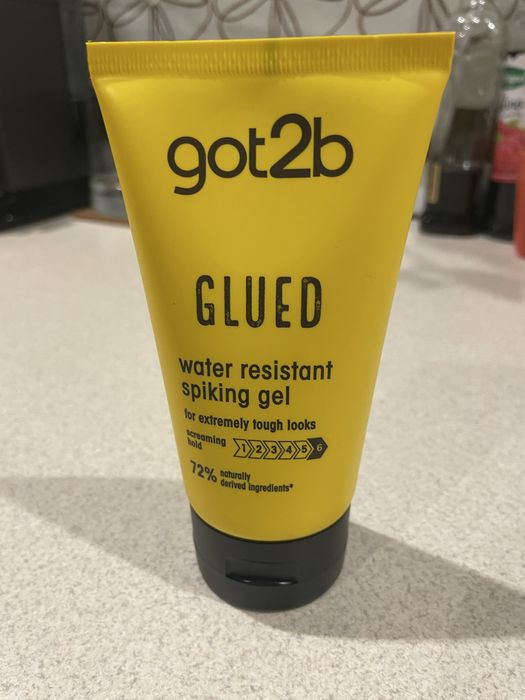 got2b
GLUED
water resistant
spiking gel
for extremely tough looks
screaming
hold
1 2 3 4 5 6
72% naturally
derived ingredients*